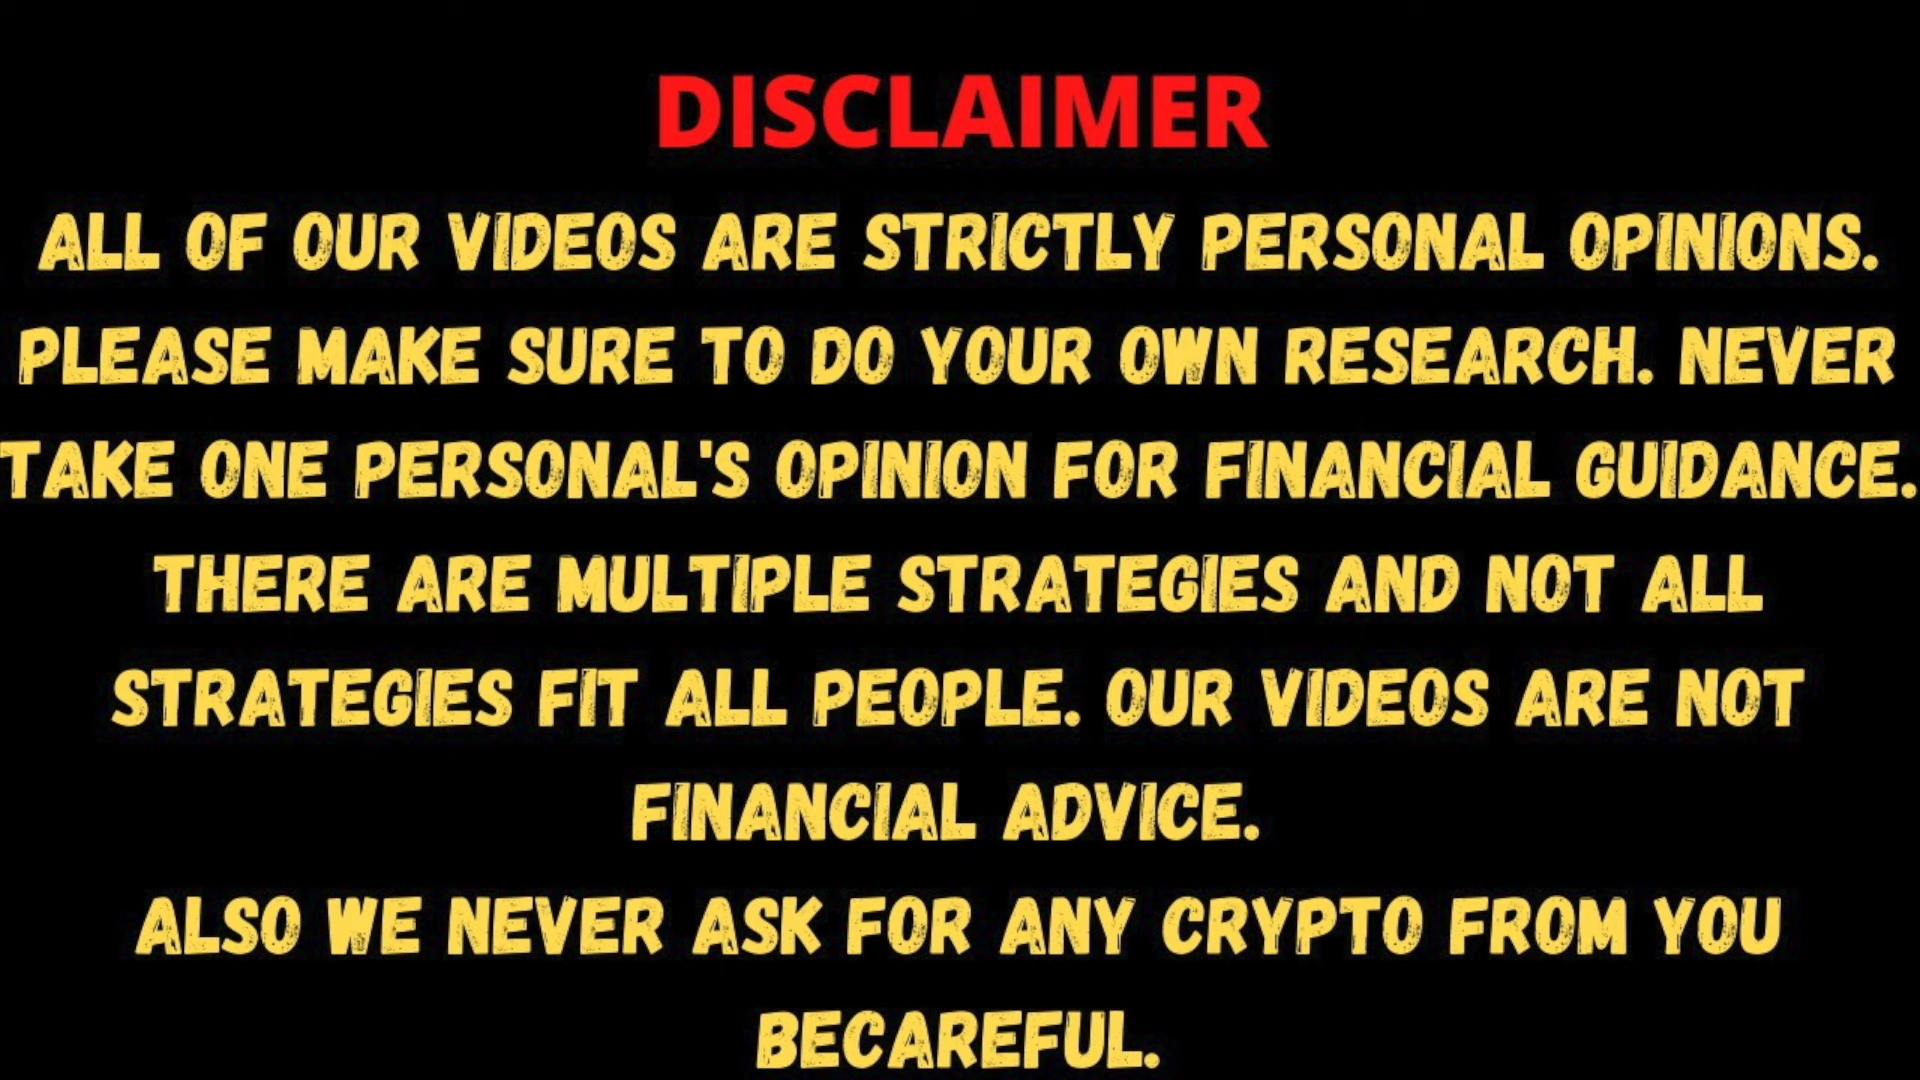 DISCLAIMER
ALL OF OUR VIDEOS ARE STRICTLY PERSONAL OPINIONS.
PLEASE MAKE SURE TO DO YOUR OWN RESEARCH. NEVER
TAKE ONE PERSONAL'S OPINION FOR FINANCIAL GUIDANCE.
THERE ARE MULTIPLE STRATEGIES AND NOT ALL
STRATEGIES FIT ALL PEOPLE. OUR VIDEOS ARE NOT
FINANCIAL ADVICE.
ALSO WE NEVER ASK FOR ANY CRYPTO FROM YOU
BECAREFUL.